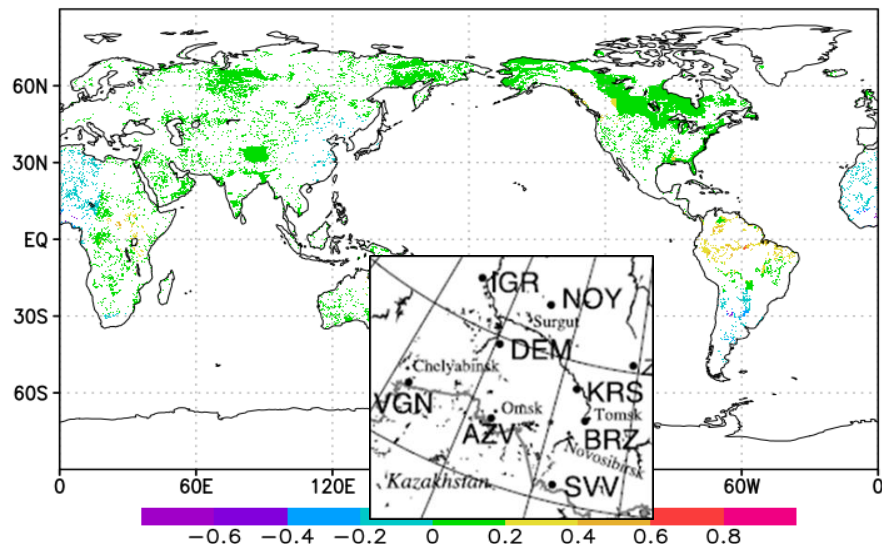 60N
30N
EQ
30S
60S
IGR
NOY
Surgut
DEM
Chelyabinsk
KRS
VGN
Omsk
Tomsk
AZV
BRZ
Novosibirsk
Kazakhstan
SVV
0 60E 120E 60W 0
−0.6 −0.4 −0.2 0 0.2 0.4 0.6 0.8